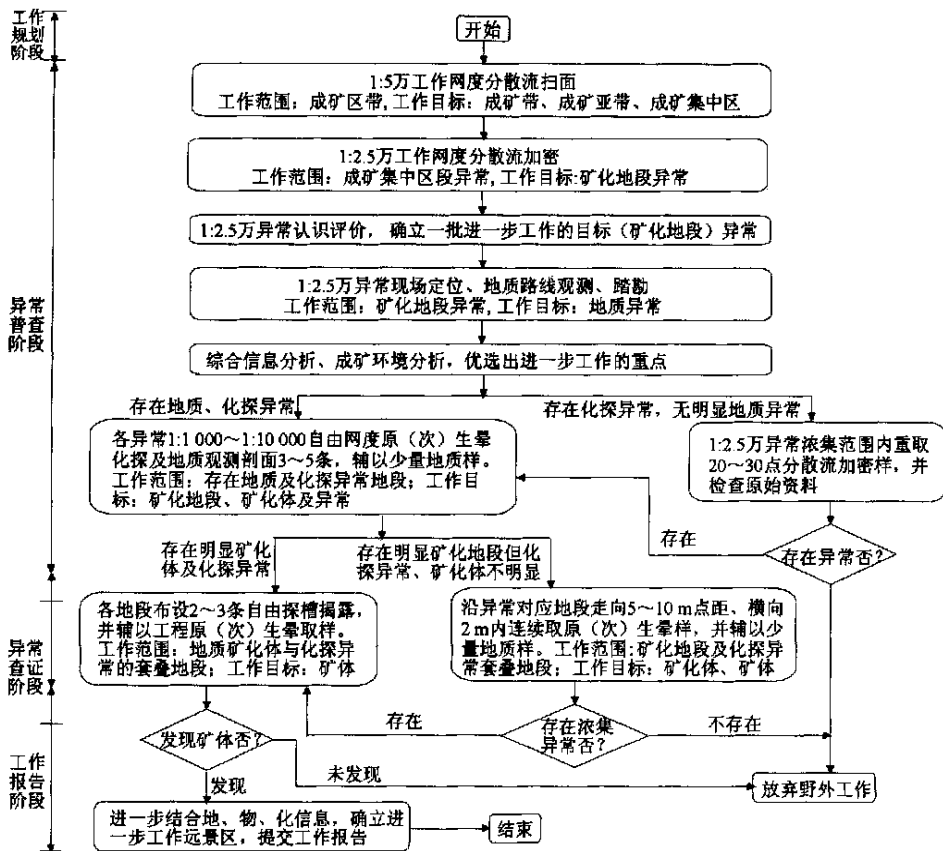 工作
规划
阶段
开始
1:5万工作网度分散流扫面
工作范围：成矿区带,工作目标：成矿带、成矿亚带、成矿集中区
1:2.5万工作网度分散流加密
工作范围：成矿集中区段异常,工作目标:矿化地段异常
1:2.5万异常认识评价，确立一批进一步工作的目标（矿化地段）异常
1:2.5万异常现场定位、地质路线观测、踏勘
工作范围：矿化地段异常,工作目标：地质异常
异常
普查
阶段
综合信息分析、成矿环境分析，优选出进一步工作的重点
存在地质、化探异常
存在化探异常，无明显地质异常
各异常1:1 000～1:10 000自由网度原（次）生晕
化探及地质观测剖面3～5条，辅以少量地质样。
工作范围：存在地质及化探异常地段；工作目
标：矿化地段、矿化体及异常
1:2.5万异常浓集范围内重取
20～30点分散流加密样，并
检查原始资料
存在
存在异常否？
存在明显矿化
体及化探异常
存在明显矿化地段但化
探异常、矿化体不明显
异常
查证
阶段
各地段布设2～3条自由探槽揭露，
并辅以工程原（次）生晕取样。
工作范围：地质矿化体与化探异
常的套叠地段；工作目标：矿体
沿异常对应地段走向5～10 m点距、横向
2 m内连续取原（次）生晕样，并辅以少
量地质样。工作范围:矿化地段及化探异
常套叠地段；工作目标：矿化体、矿体
存在
存在浓集
异常否？
不存在
发现矿体否？
工作
报告
阶段
未发现
发现
放弃野外工作
进一步结合地、物、化信息，确立进
一步工作远景区，提交工作报告
结束